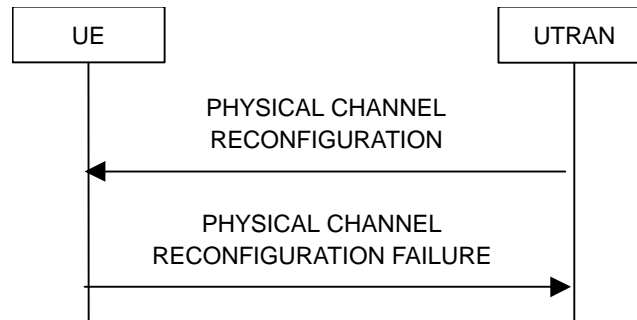 UE
UTRAN
PHYSICAL CHANNEL
RECONFIGURATION
PHYSICAL CHANNEL
RECONFIGURATION FAILURE